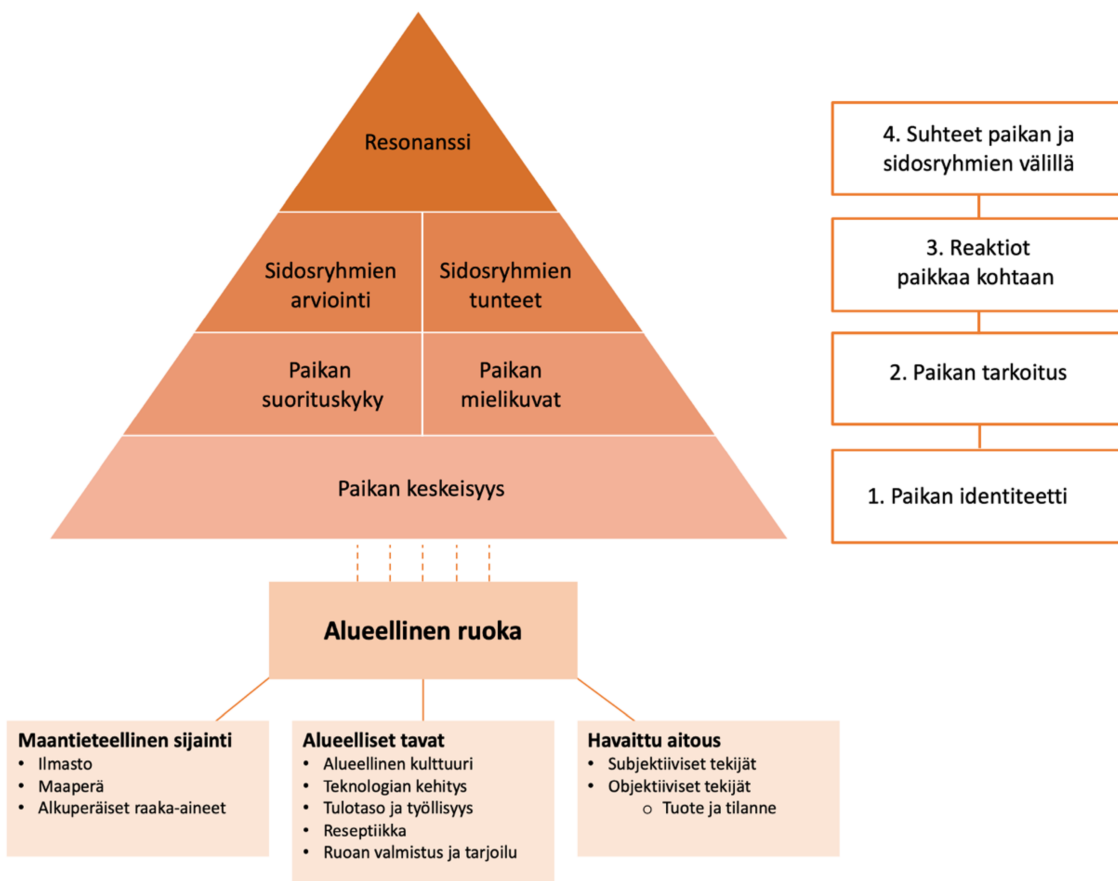 Resonanssi
Sidosryhmien
arviointi
Sidosryhmien
tunteet
Paikan
suorituskyky
Paikan
mielikuvat
Paikan keskeisyys
4. Suhteet paikan ja
sidosryhmien välillä
3. Reaktiot
paikkaa kohtaan
2. Paikan tarkoitus
1. Paikan identiteetti
Alueellinen ruoka
Maantieteellinen sijainti
• Ilmasto
• Maaperä
• Alkuperäiset raaka-aineet
Alueelliset tavat
• Alueellinen kulttuuri
• Teknologian kehitys
• Tulotaso ja työllisyys
• Reseptiikka
• Ruoan valmistus ja tarjoilu
Havaittu aitous
• Subjektiiviset tekijät
• Objektiiviset tekijät
o Tuote ja tilanne